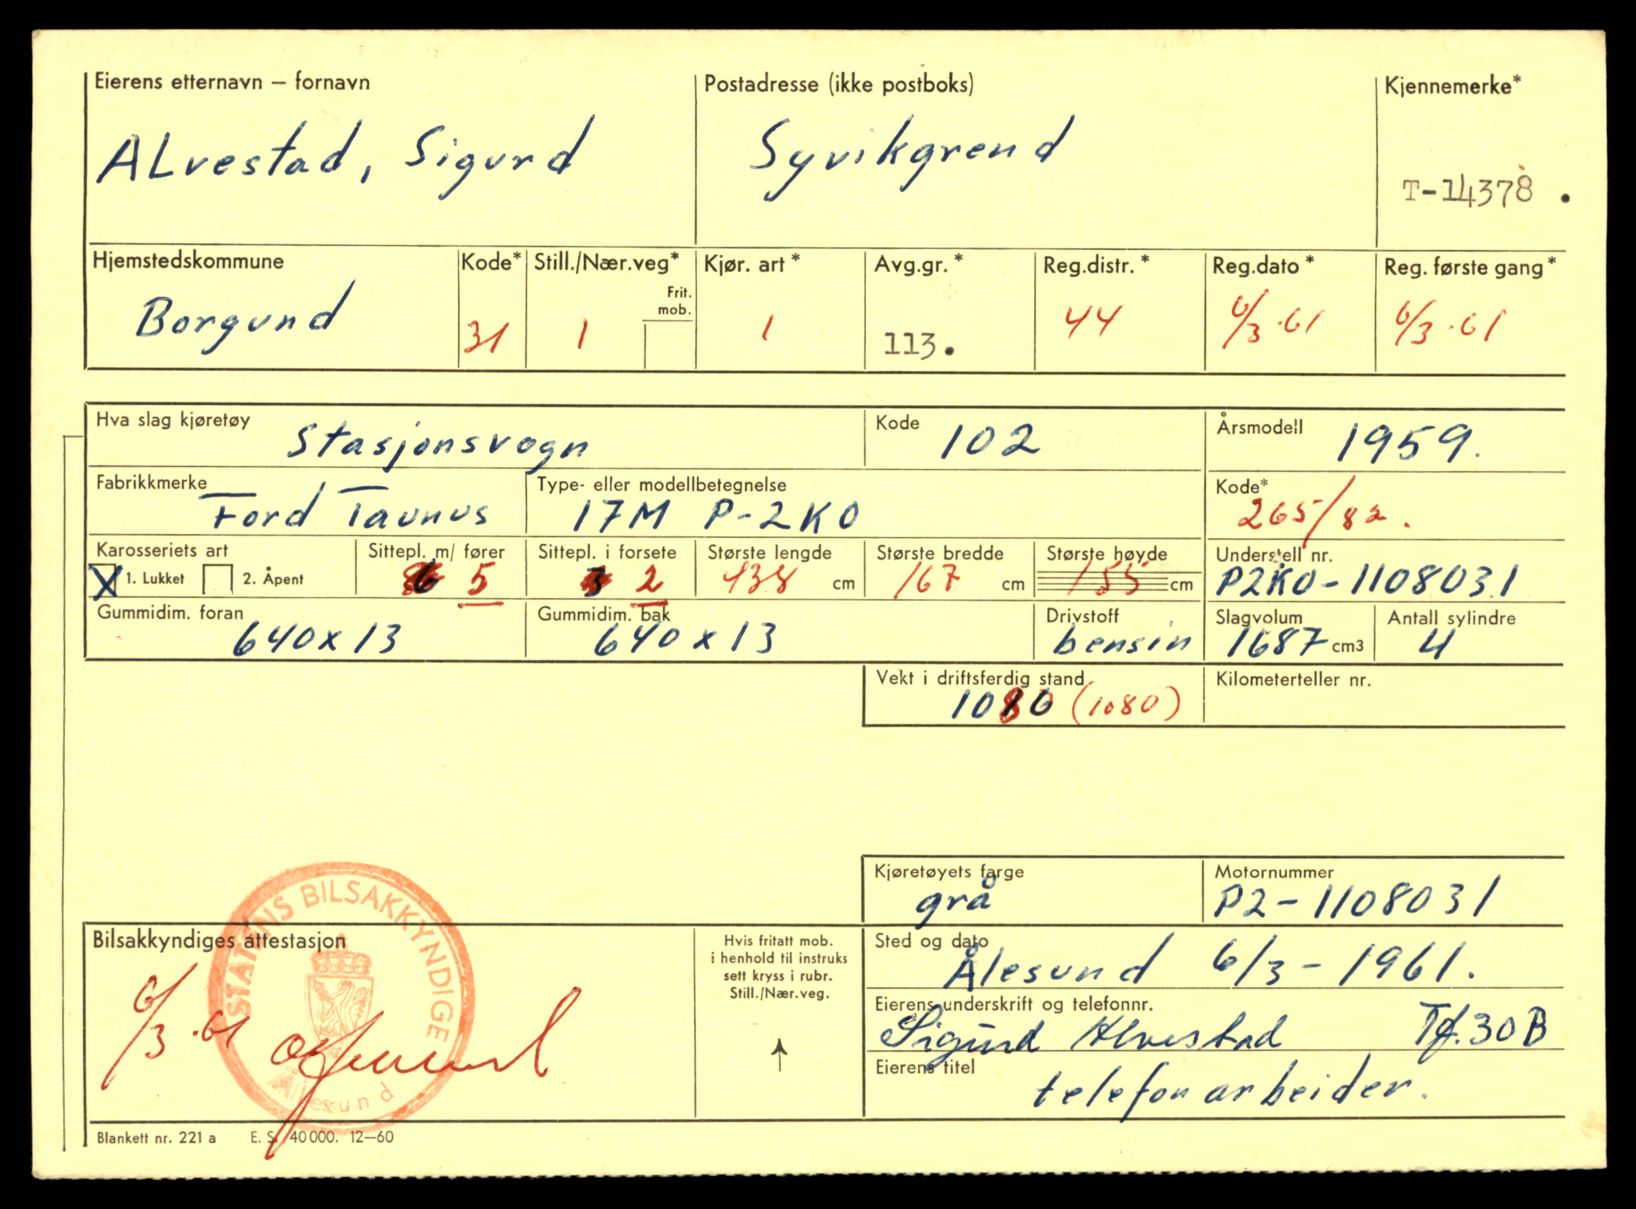 Eierens etternavn – fornavn
ALvestad, Sigurd
Postadresse (ikke postboks)
Syvikgrend
Kjennemerke*
T-14378 .
Hjemstedskommune
Borgund
Kode*
31
Still./Nær.veg*
1
Frit.
mob.
Kjør. art *
1
Avg.gr. *
113.
Reg.distr. *
44
Reg.dato *
6/3 .61
Reg. første gang *
6/3 .61
Hva slag kjøretøy
Stasjonsvogn
Kode
102
Årsmodell
1959.
Fabrikkmerke
Ford Taunus
Type- eller modellbetegnelse
17M P-2KO
Kode*
265/82.
Karosseriets art
X 1. Lukket 2. Åpent
Sittepl. m/ fører
5
Sittepl. i forsete
2
Største lengde
438 cm
Største bredde
167 cm
Største høyde
155 cm
Understell nr.
P2KO-1108031
Gummidim. foran
640x13
Gummidim. bak
640x13
Drivstoff
bensin
Slagvolum
1687 cm3
Antall sylindre
4
Vekt i driftsferdig stand
1080 (1080)
Kilometerteller nr.
Kjøretøyets farge
grå
Motornummer
P2-1108031
Bilsakkyndiges attestasjon
6/3 .61
STATENS BILSAKKYNDIGE
Ålesund
Hvis fritatt mob.
i henhold til instruks
sett kryss i rubr.
Still./Nær.veg.
Sted og dato
Ålesund 6/3-1961.
Eierens underskrift og telefonnr.
Sigurd Alvestad Tf.30B
Eierens titel
telefonarbeider.
Blankett nr. 221 a E. S. 40 000. 12–60